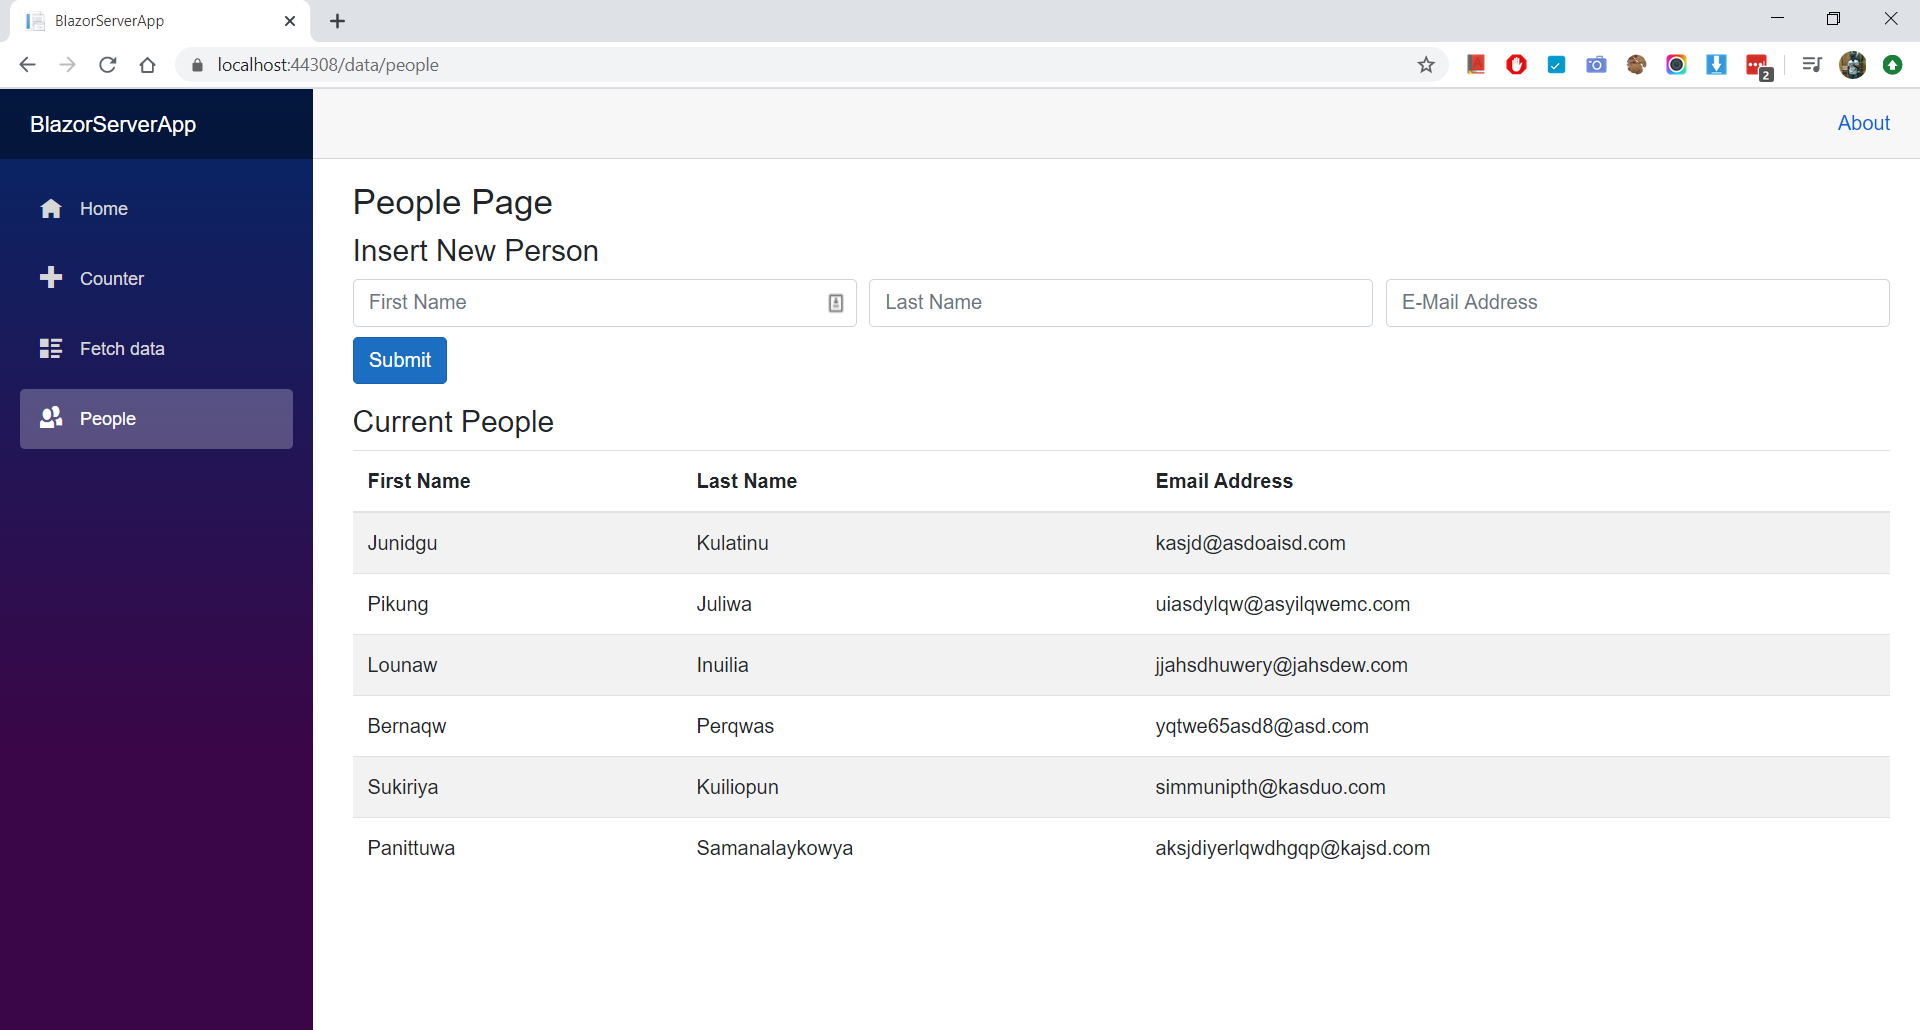 BlazorServerApp
localhost:44308/data/people
2
BlazorServerApp
About
Home
Counter
Fetch data
People
People Page
Insert New Person
First Name Last Name E-Mail Address
Submit
Current People
First Name Last Name Email Address
Junidgu Kulatinu kasjd@asdoaisd.com
Pikung Juliwa uiasdylqw@asyilqwemc.com
Lounaw Inuilia jjahsdhuwery@jahsdew.com
Bernaqw Perqwas yqtwe65asd8@asd.com
Sukiriya Kuiliopun simmunipth@kasduo.com
Panittuwa Samanalaykowya aksjdiyerlqwdhgqp@kajsd.com